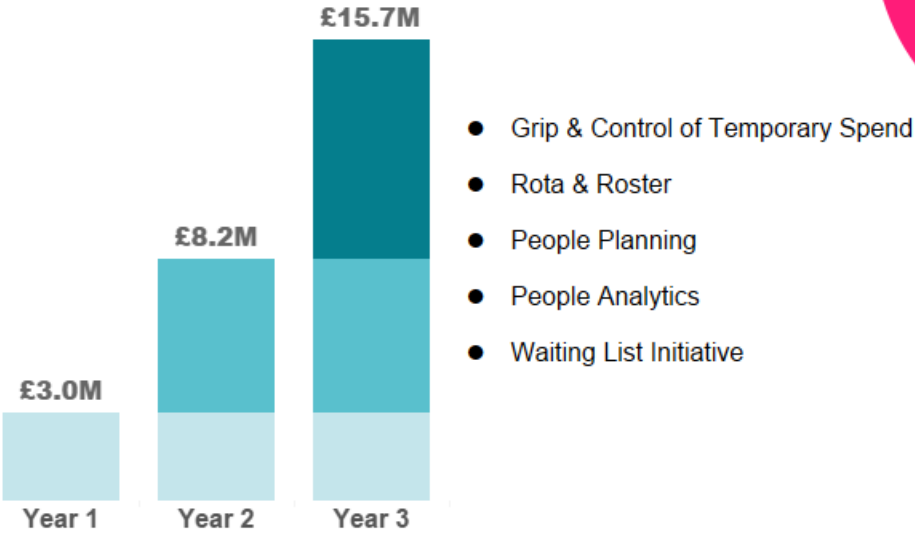 £15.7M
£8.2M
£3.0M
Year 1
Year 2
Year 3
● Grip & Control of Temporary Spend
● Rota & Roster
● People Planning
● People Analytics
● Waiting List Initiative